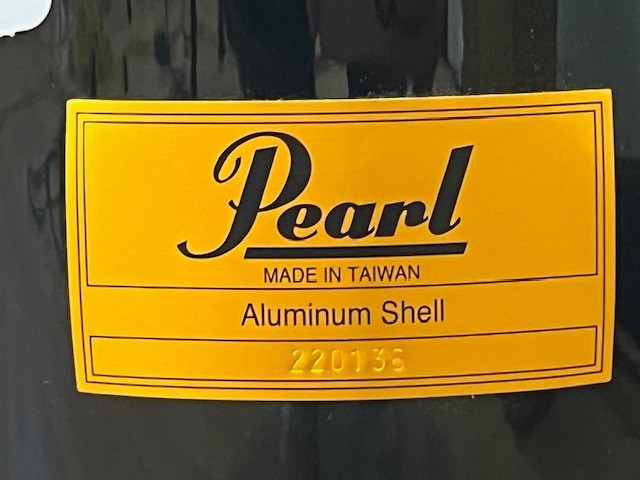 Pearl
MADE IN TAIWAN
Aluminum Shell
220136